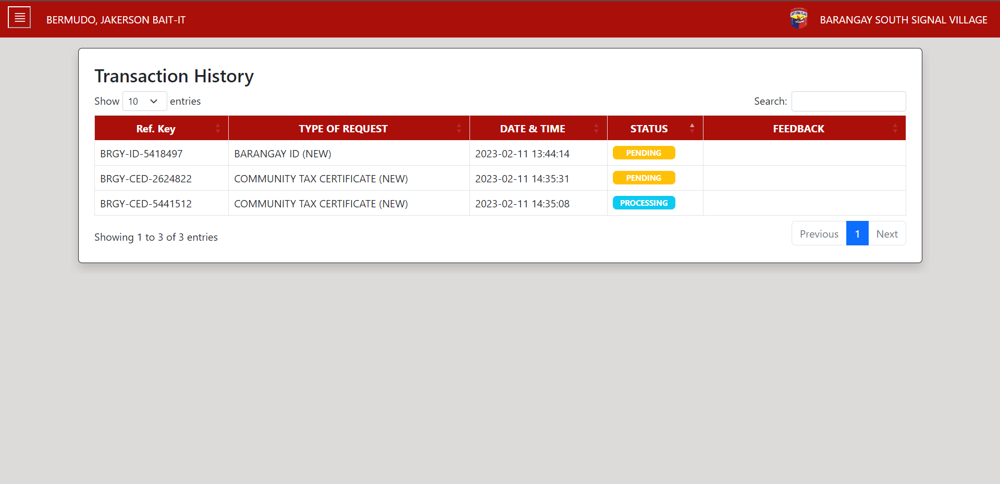 BERMUDO, JAKERSON BAIT-IT
BARANGAY SOUTH SIGNAL VILLAGE
Transaction History
Show 10 entries
Search:
Ref. Key TYPE OF REQUEST DATE & TIME STATUS FEEDBACK
BRGY-ID-5418497 BARANGAY ID (NEW) 2023-02-11 13:44:14 PENDING
BRGY-CED-2624822 COMMUNITY TAX CERTIFICATE (NEW) 2023-02-11 14:35:31 PENDING
BRGY-CED-5441512 COMMUNITY TAX CERTIFICATE (NEW) 2023-02-11 14:35:08 PROCESSING
Showing 1 to 3 of 3 entries
Previous 1 Next